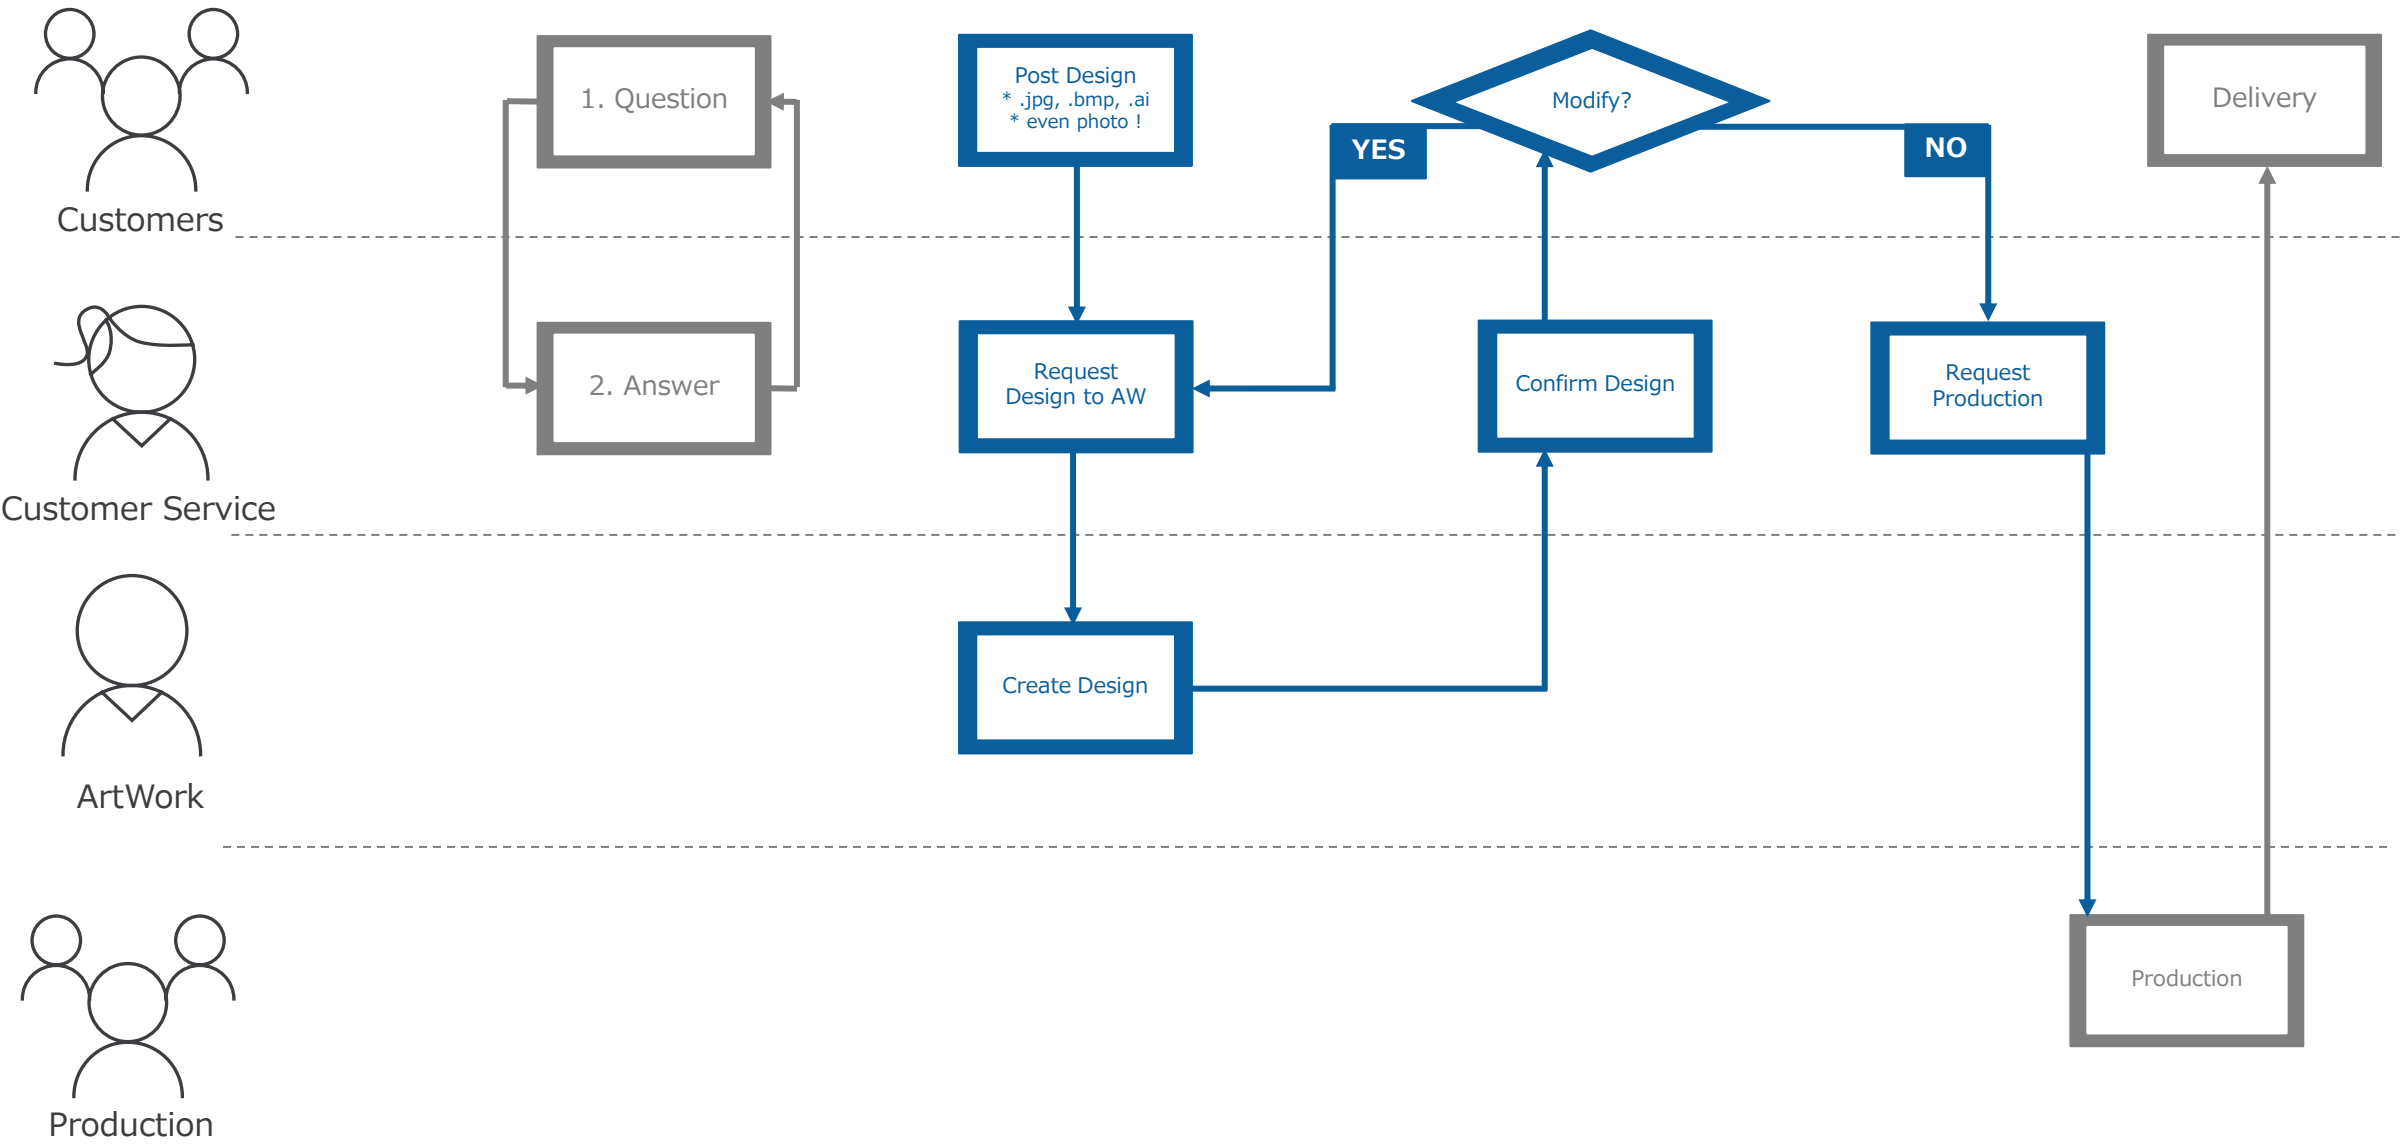 1. Question
Post Design
* .jpg, .bmp, .ai
* even photo !
Modify?
Delivery
YES
NO
Customers
2. Answer
Request
Design to AW
Confirm Design
Request
Production
Customer Service
Create Design
ArtWork
Production
Production